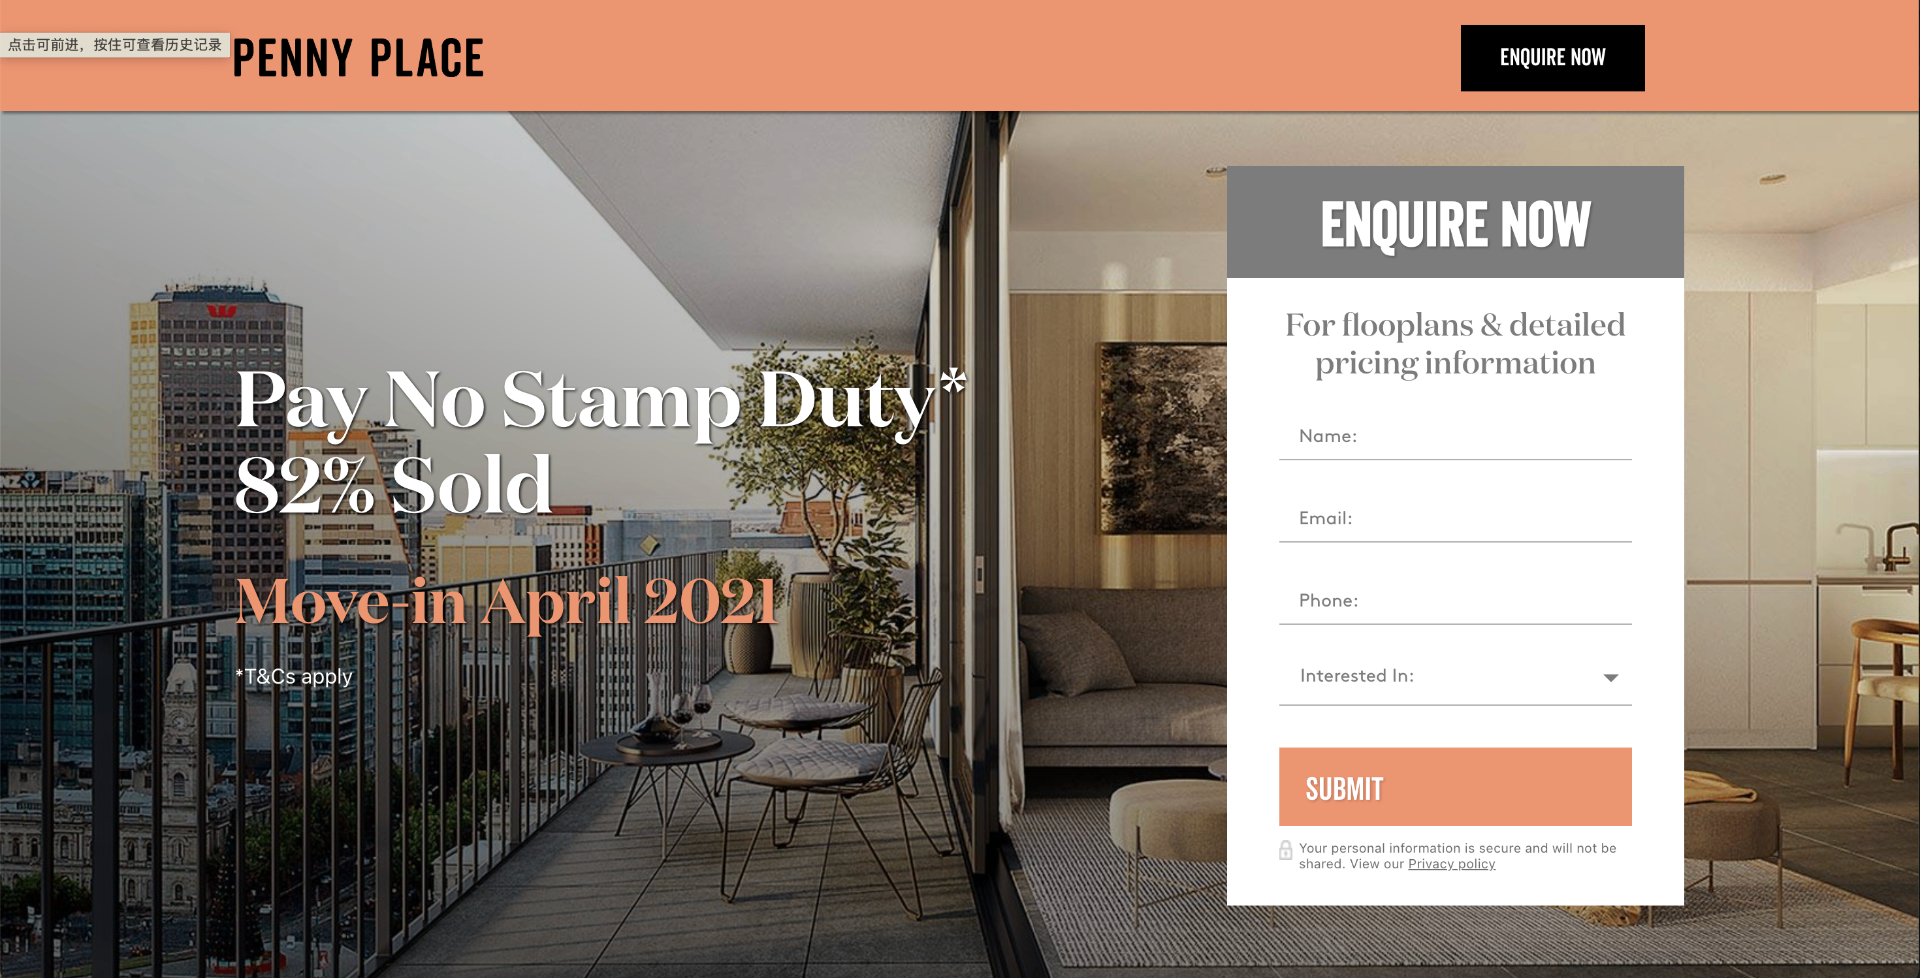 点击可前进，按住可查看历史记录
PENNY PLACE
ENQUIRE NOW
Pay No Stamp Duty*
82% Sold
Move-in April 2021
*T&Cs apply
ENQUIRE NOW
For flooplans & detailed
pricing information
Name:
Email:
Phone:
Interested In:
SUBMIT
Your personal information is secure and will not be
shared. View our Privacy policy